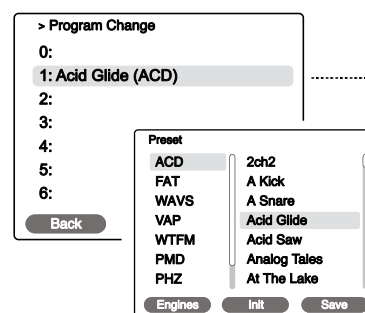 > Program Change
0:
1: Acid Glide (ACD)
2:
3:
4:
5:
6:
Back
Preset
ACD 2ch2
FAT A Kick
WAVS A Snare
VAP Acid Glide
WTFM Acid Saw
PMD Analog Tales
PHZ At The Lake
Engines Init Save